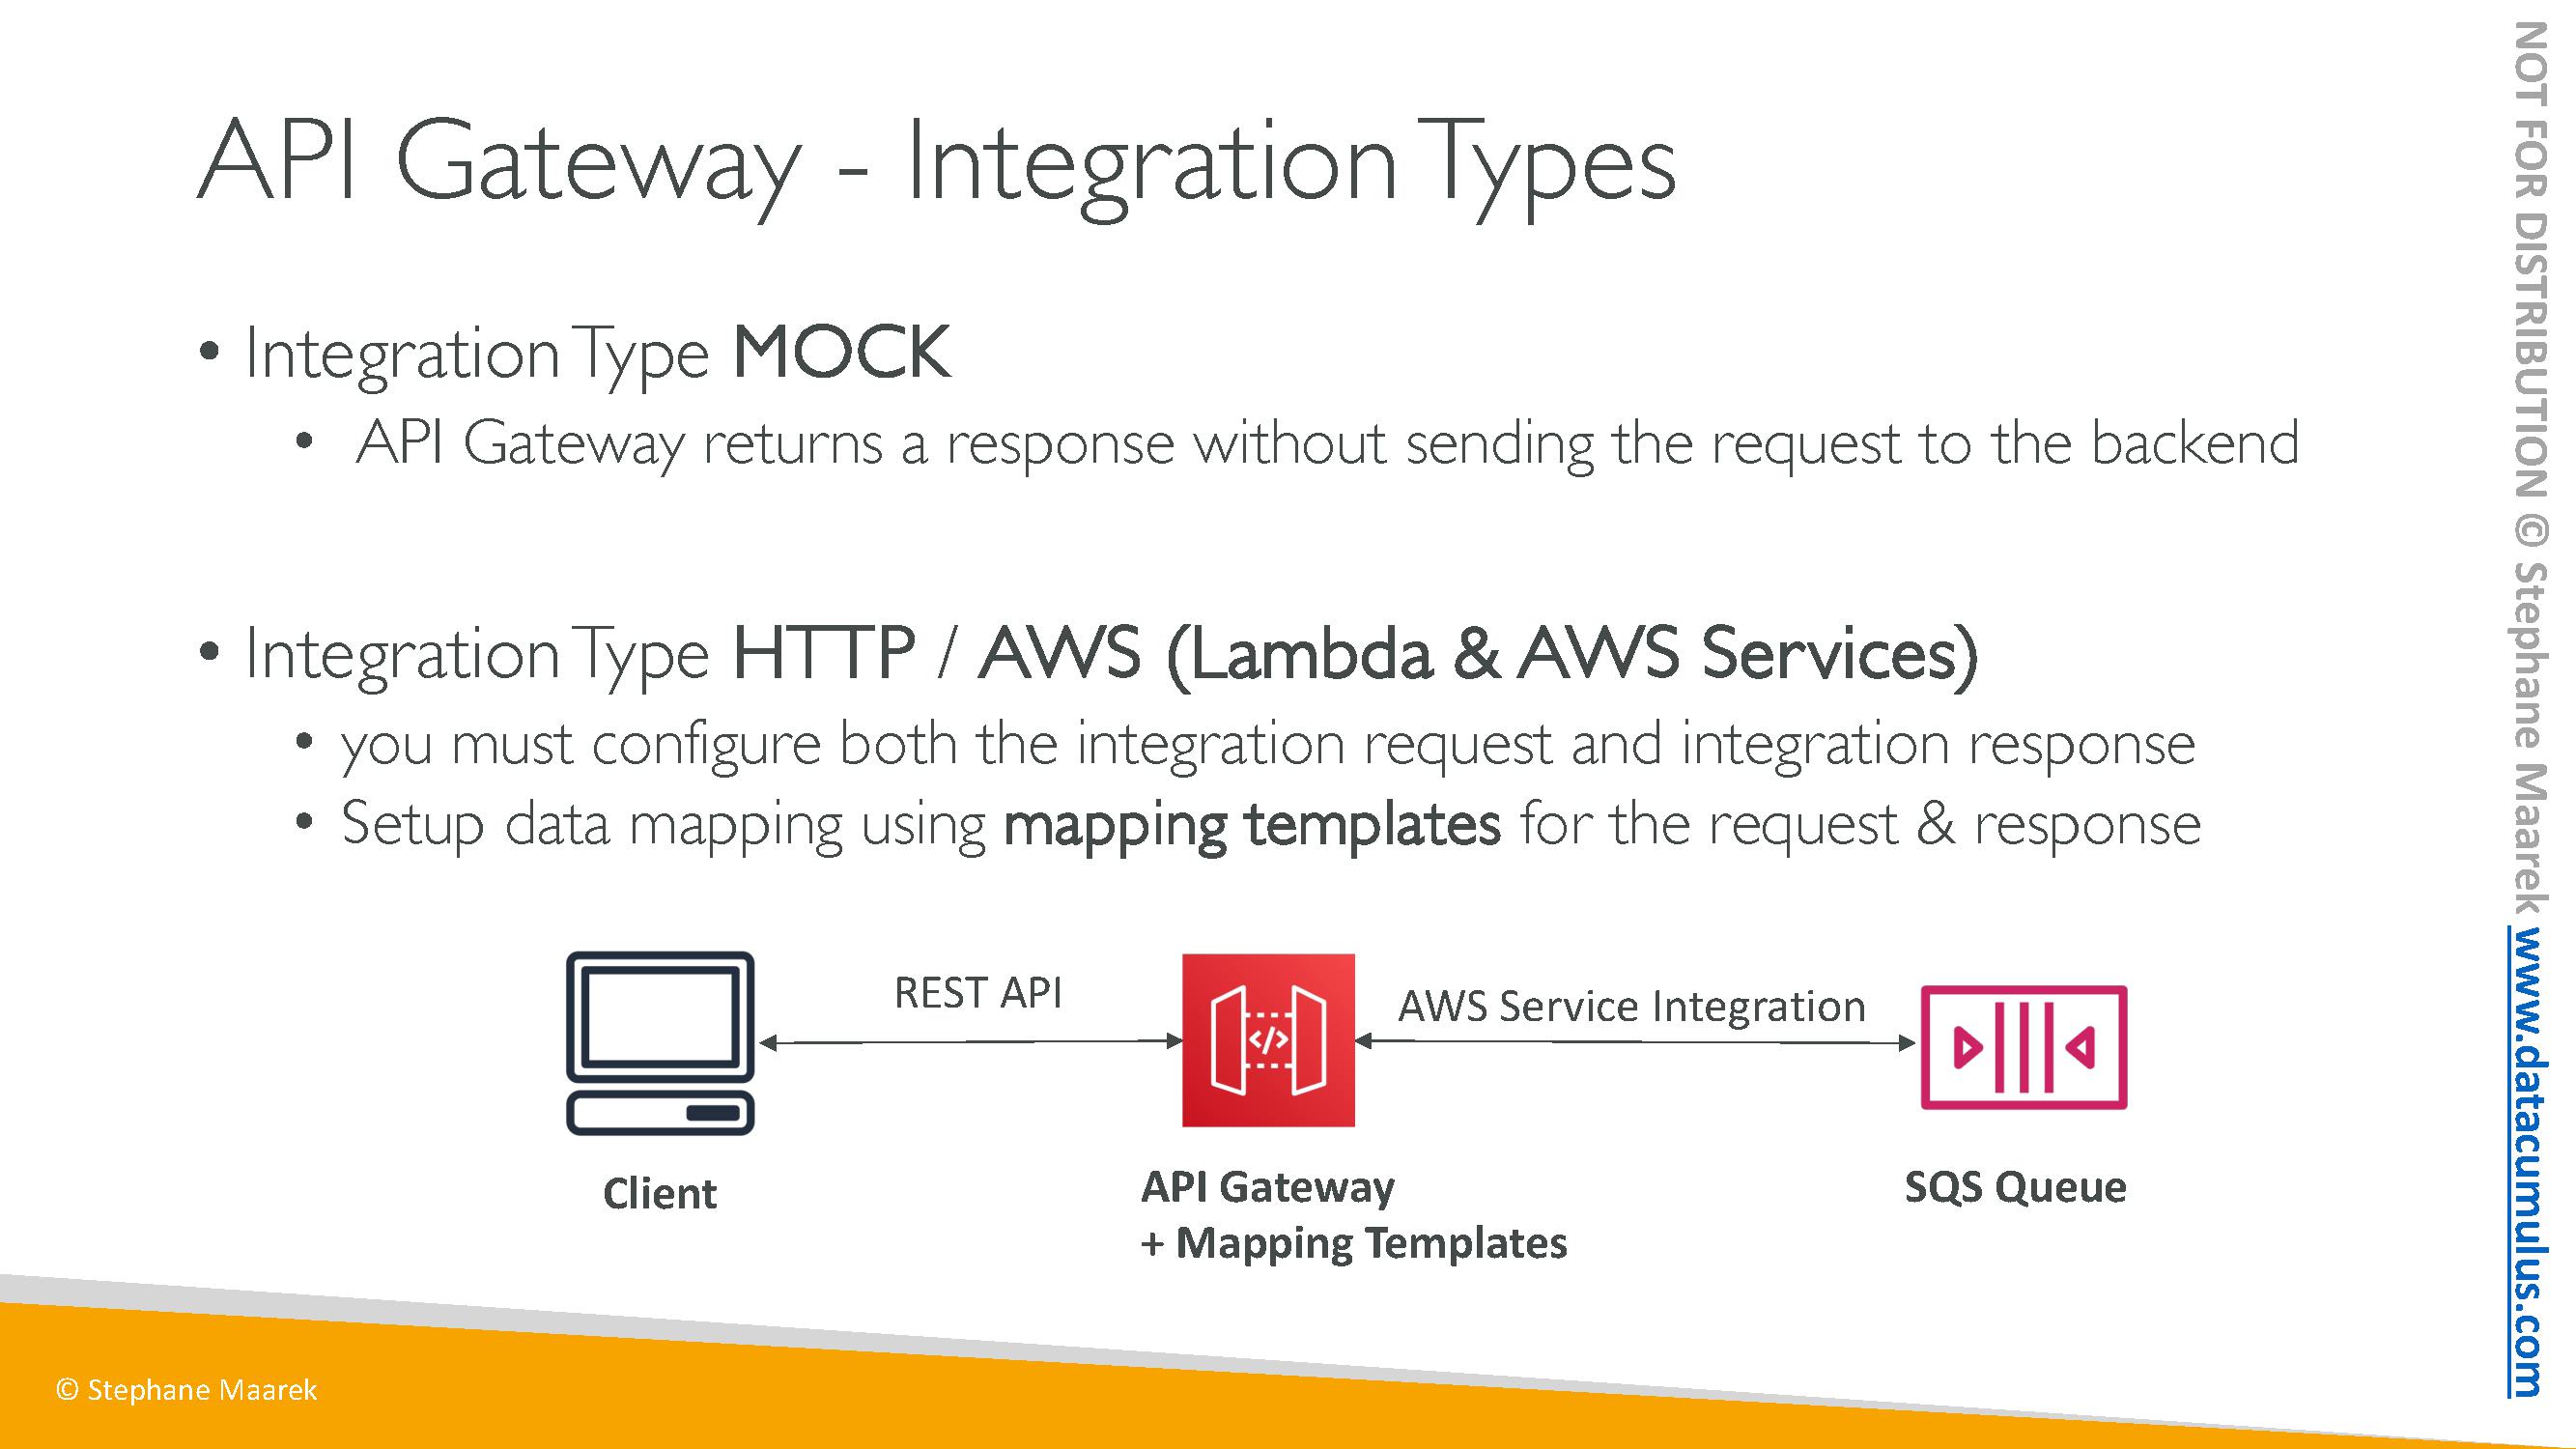 API Gateway - Integration Types
• Integration Type MOCK
• API Gateway returns a response without sending the request to the backend
• Integration Type HTTP / AWS (Lambda & AWS Services)
• you must configure both the integration request and integration response
• Setup data mapping using mapping templates for the request & response
REST API
AWS Service Integration
</>
Client
API Gateway
+ Mapping Templates
SQS Queue
© Stephane Maarek
NOT FOR DISTRIBUTION © Stephane Maarek www.datacumulus.com